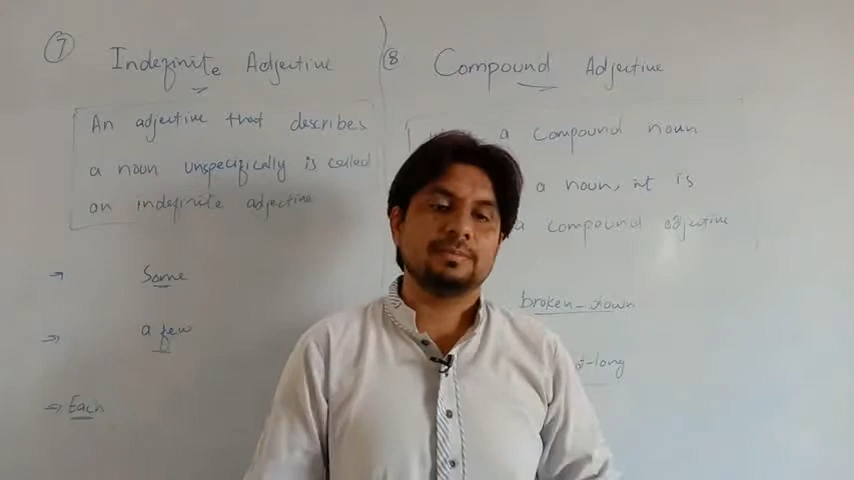 7
Indefinite Adjective
An adjective that describes
a noun unspecifically is called
an indefinite adjective
→ Some
→ a few
→ Each
8
Compound Adjective
a compound noun
a noun, it is
a compound adjective
broken-down
-long